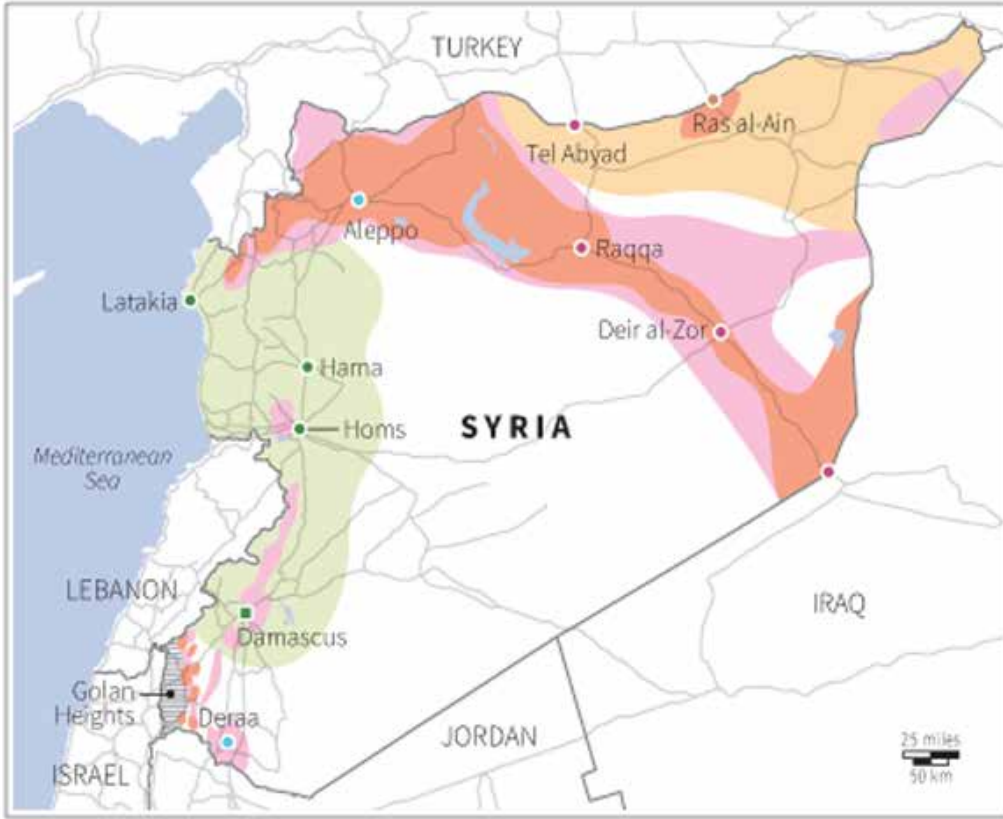 TURKEY
Ras al-Ain
Tel Abyad
Aleppo
Raqqa
Latakia
Deir al-Zor
Hama
SYRIA
Homs
Mediterranean
Sea
LEBANON
IRAQ
Damascus
Golan
Heights
Deraa
JORDAN
25 miles
50 km
ISRAEL